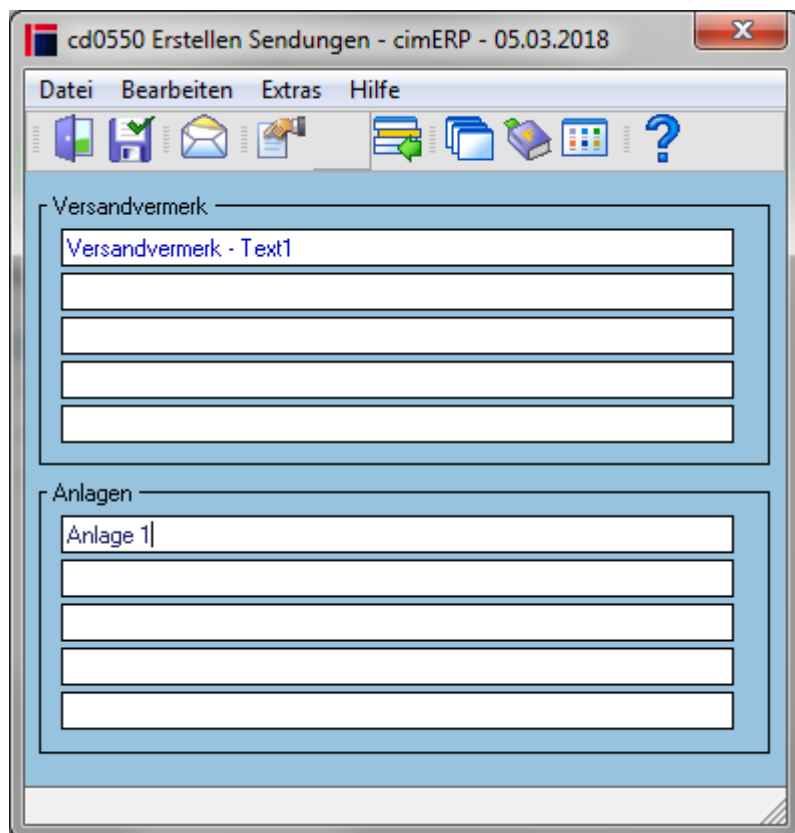 cd0550 Erstellen Sendungen - cimERP - 05.03.2018
Datei Bearbeiten Extras Hilfe
Versandvermerk
Versandvermerk - Text1
Anlagen
Anlage 1